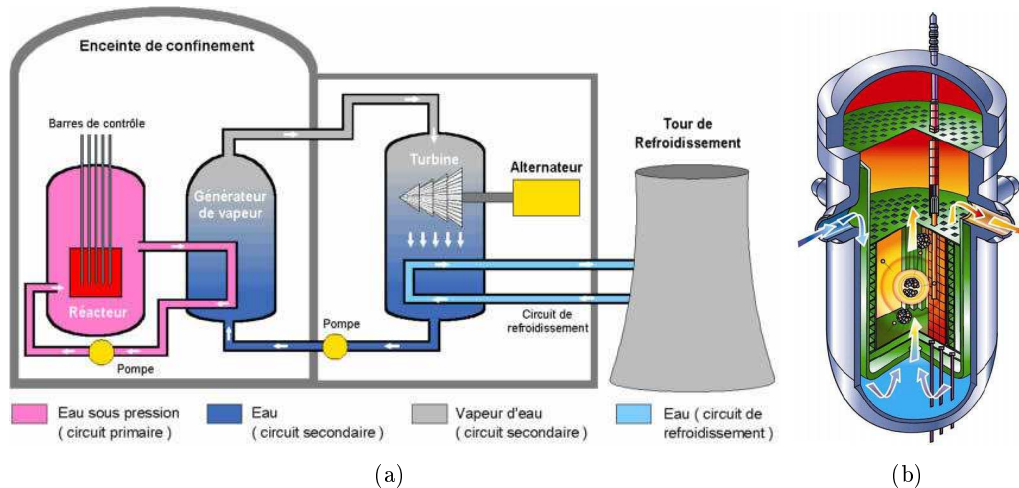 Enceinte de confinement
Barres de contrôle
Réacteur
Pompe
Générateur
de vapeur
Pompe
Turbine
Alternateur
Circuit de
refroidissement
Tour de
Refroidissement
Eau sous pression
( circuit primaire )
Eau
( circuit secondaire )
Vapeur d'eau
( circuit secondaire )
Eau ( circuit de
refroidissement )
(a)
(b)